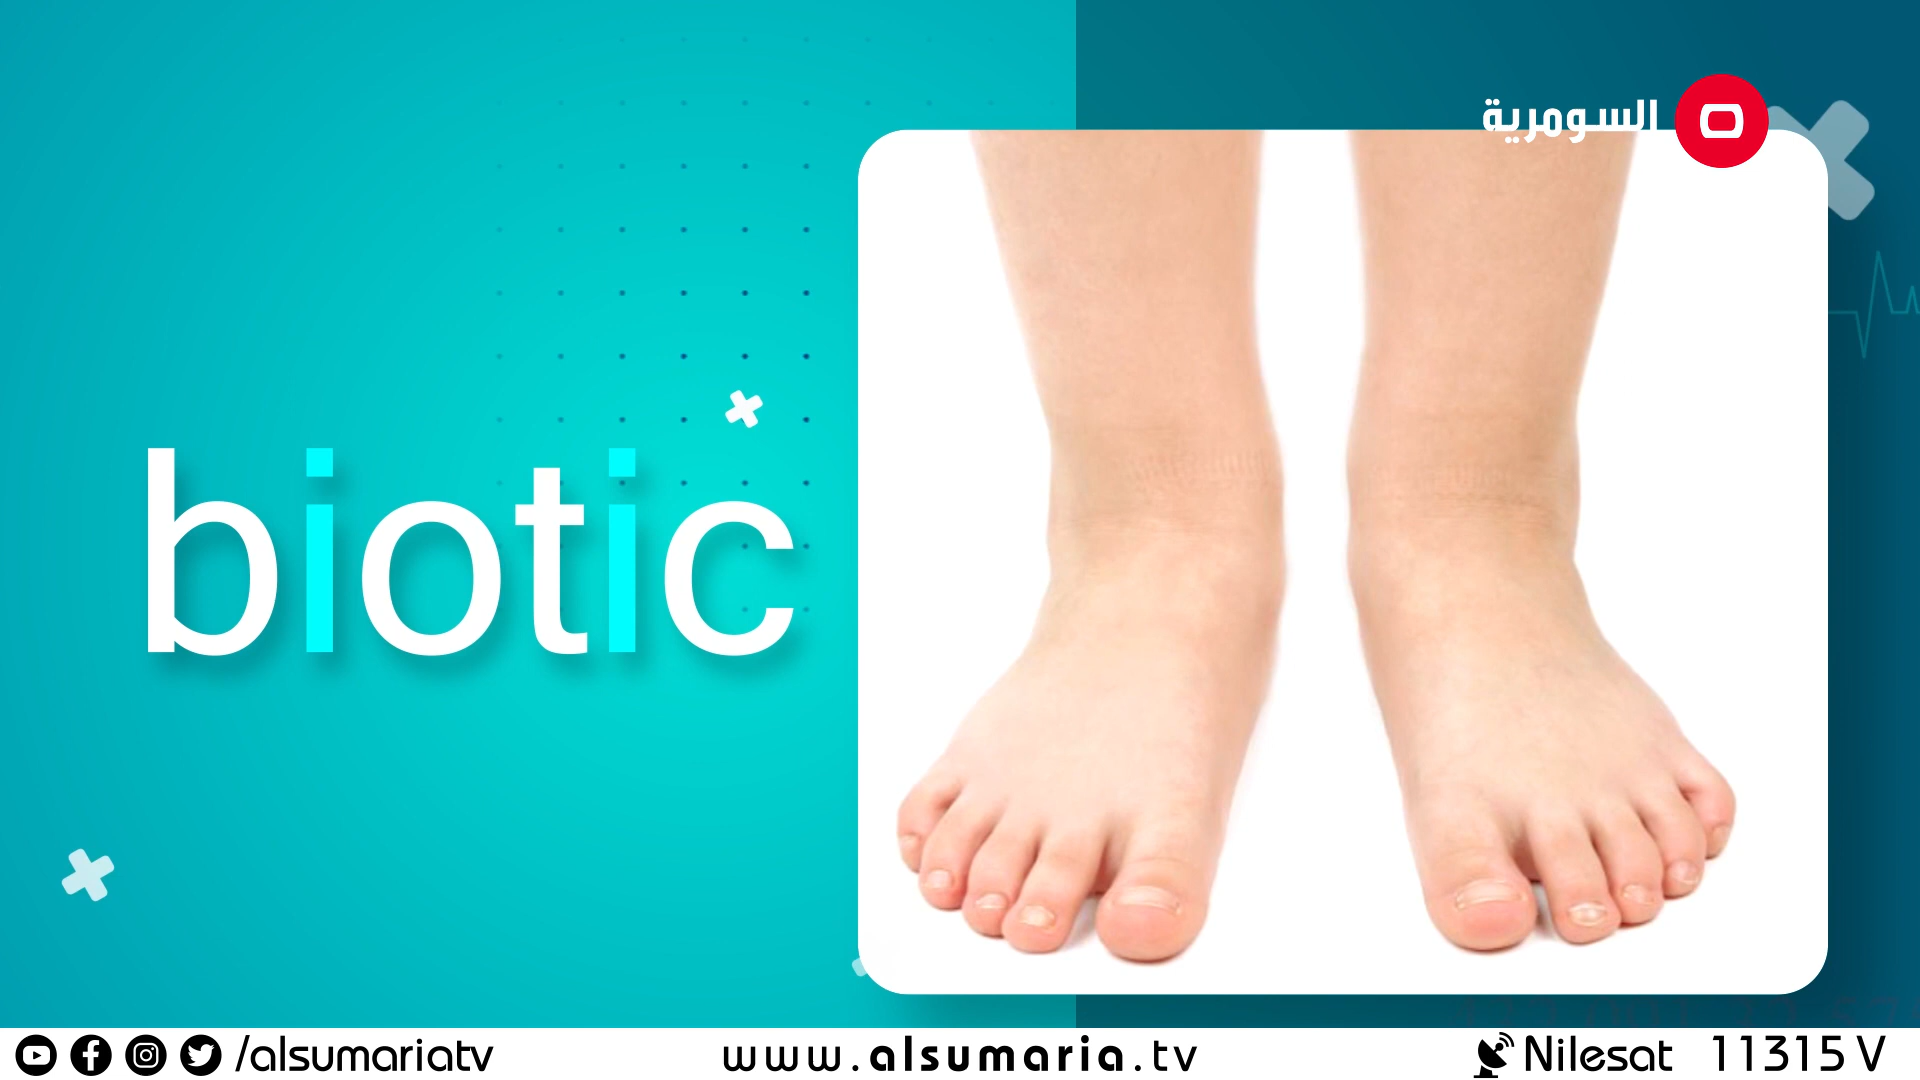 السومرية
biotic
/alsumariatv
www.alsumaria.tv
Nilesat 11315 V